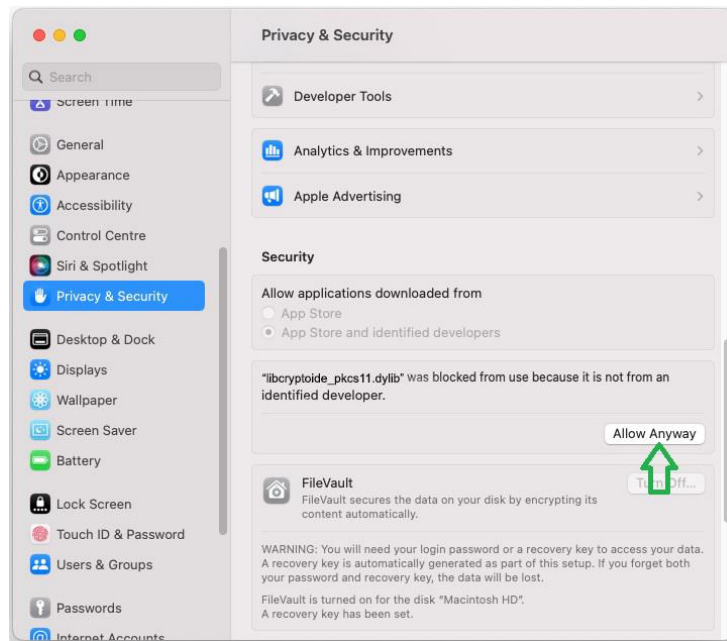 Privacy & Security
Search
Screen Time
General
Appearance
Accessibility
Control Centre
Siri & Spotlight
Privacy & Security
Desktop & Dock
Displays
Wallpaper
Screen Saver
Battery
Lock Screen
Touch ID & Password
Users & Groups
Passwords
Internet Accounts
Developer Tools
Analytics & Improvements
Apple Advertising
Security
Allow applications downloaded from
App Store
App Store and identified developers
"libcryptoide_pkcs11.dylib" was blocked from use because it is not from an
identified developer.
Allow Anyway
FileVault
Turn Off...
FileVault secures the data on your disk by encrypting its
content automatically.
WARNING: You will need your login password or a recovery key to access your data.
A recovery key is automatically generated as part of this setup. If you forget both
your password and recovery key, the data will be lost.
FileVault is turned on for the disk "Macintosh HD".
A recovery key has been set.